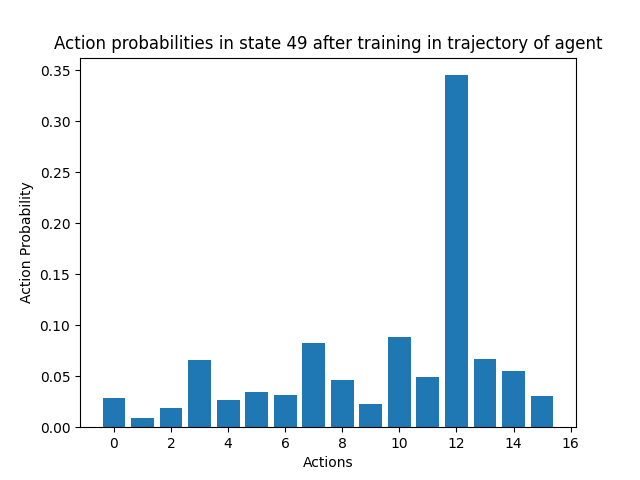 Action probabilities in state 49 after training in trajectory of agent
0.35
0.30
0.25
0.20
0.15
0.10
0.05
0.00
Action Probability
0 2 4 6 8 10 12 14 16
Actions